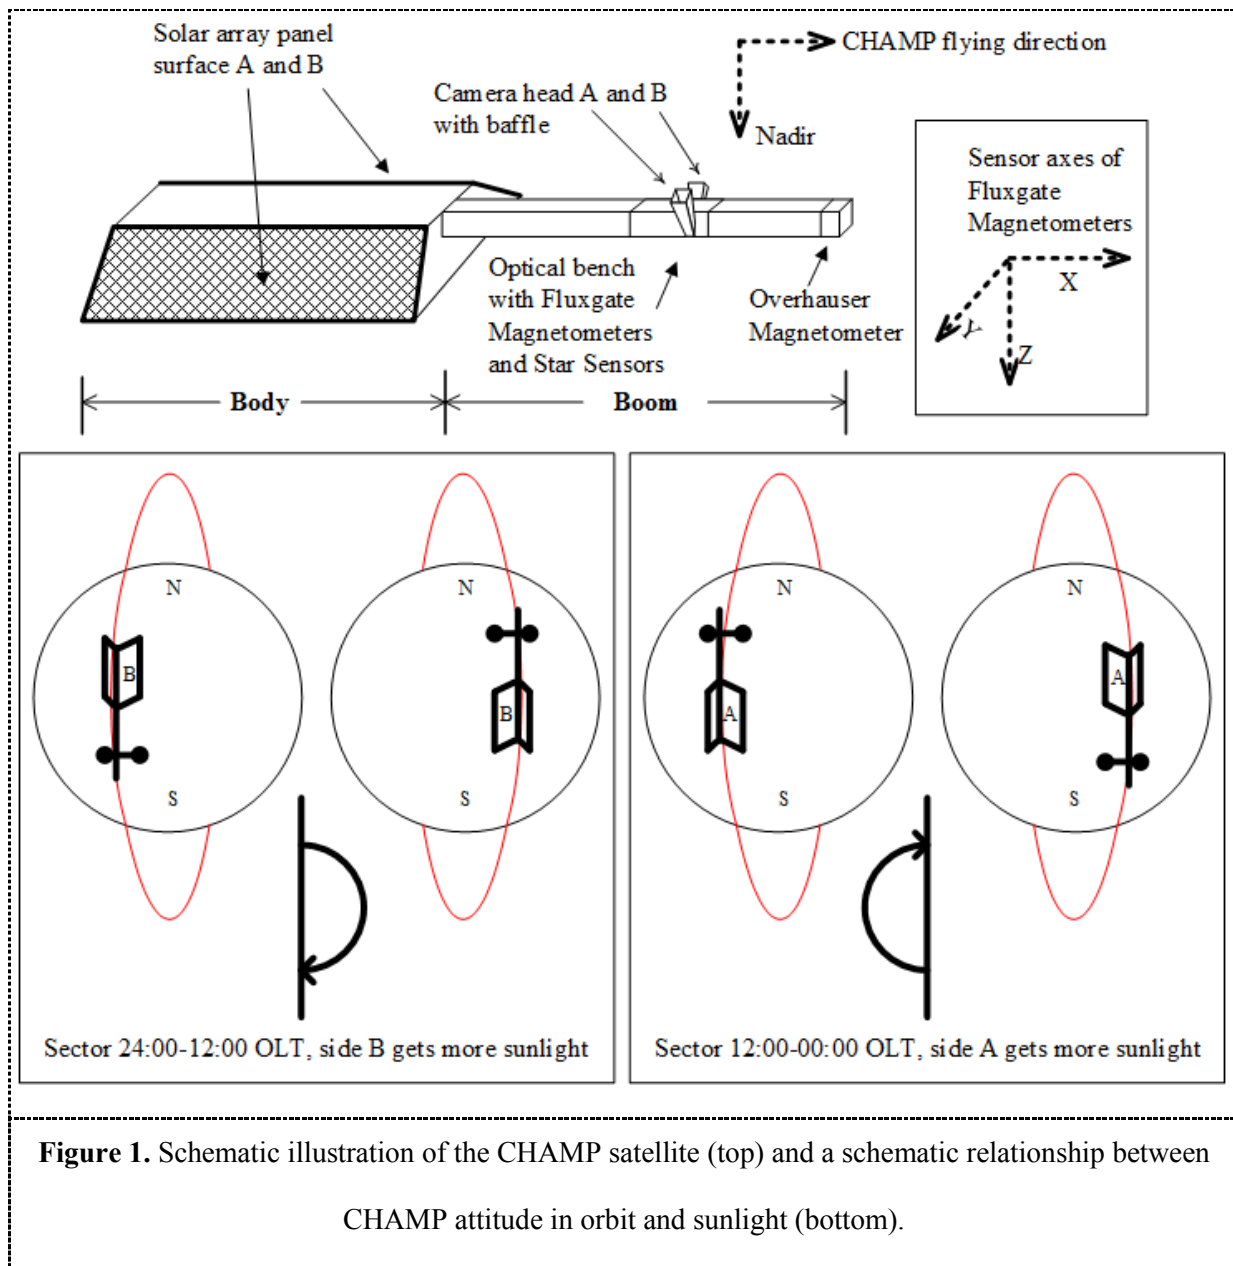 Solar array panel
surface A and B
Camera head A and B
with baffle
CHAMP flying direction
Nadir
Sensor axes of
Fluxgate
Magnetometers
X
Y
Z
Optical bench
with Fluxgate
Magnetometers
and Star Sensors
Overhauser
Magnetometer
Body
Boom
N
B
S
N
B
S
Sector 24:00-12:00 OLT, side B gets more sunlight
N
A
S
N
A
S
Sector 12:00-00:00 OLT, side A gets more sunlight
Figure 1. Schematic illustration of the CHAMP satellite (top) and a schematic relationship between
CHAMP attitude in orbit and sunlight (bottom).